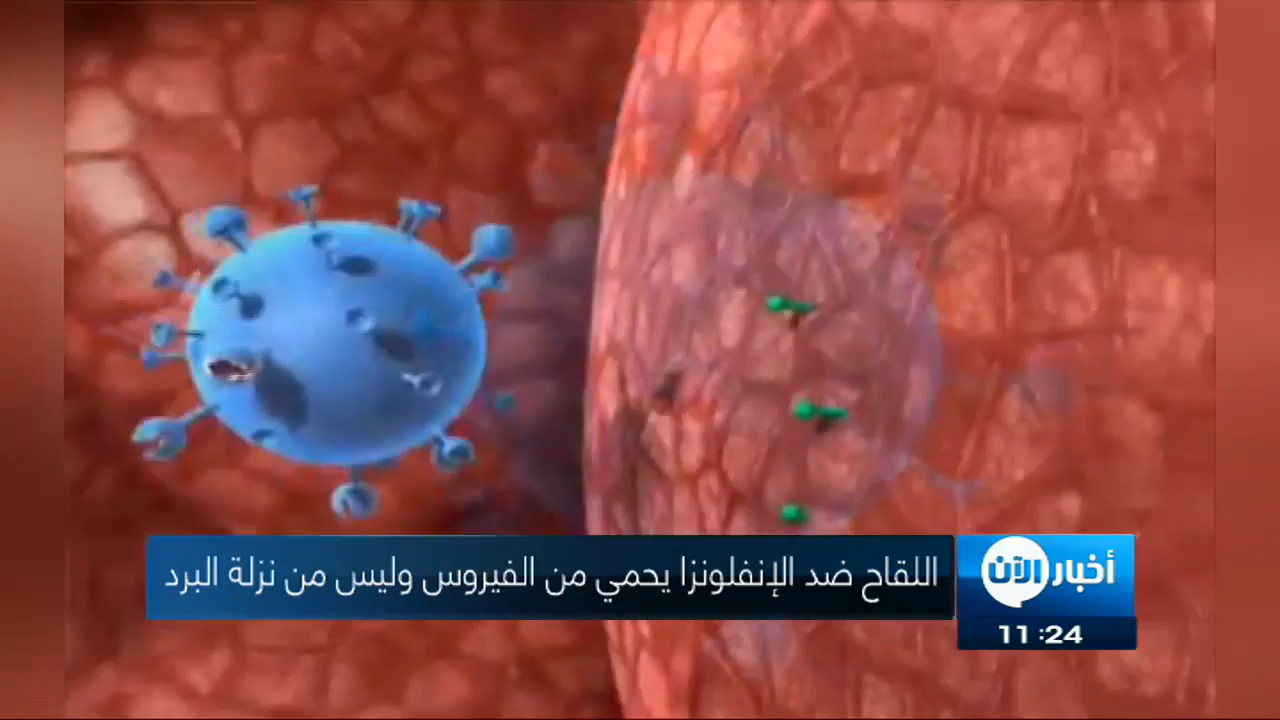 اللقاح ضد الإنفلونزا يحمي من الفيروس وليس من نزلة البرد
أخبار الآن
11:24